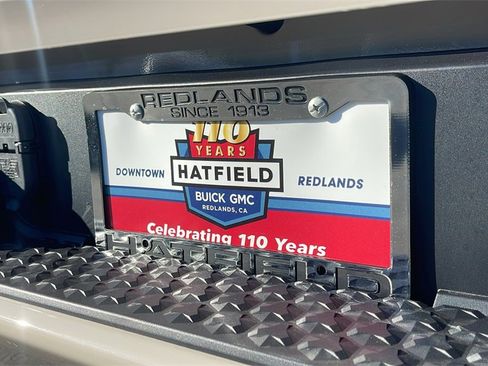 REDLANDS
SINCE 1913
110
YEARS
DOWNTOWN HATFIELD REDLANDS
BUICK GMC
REDLANDS, CA
Celebrating 110 Years
HATFIELD